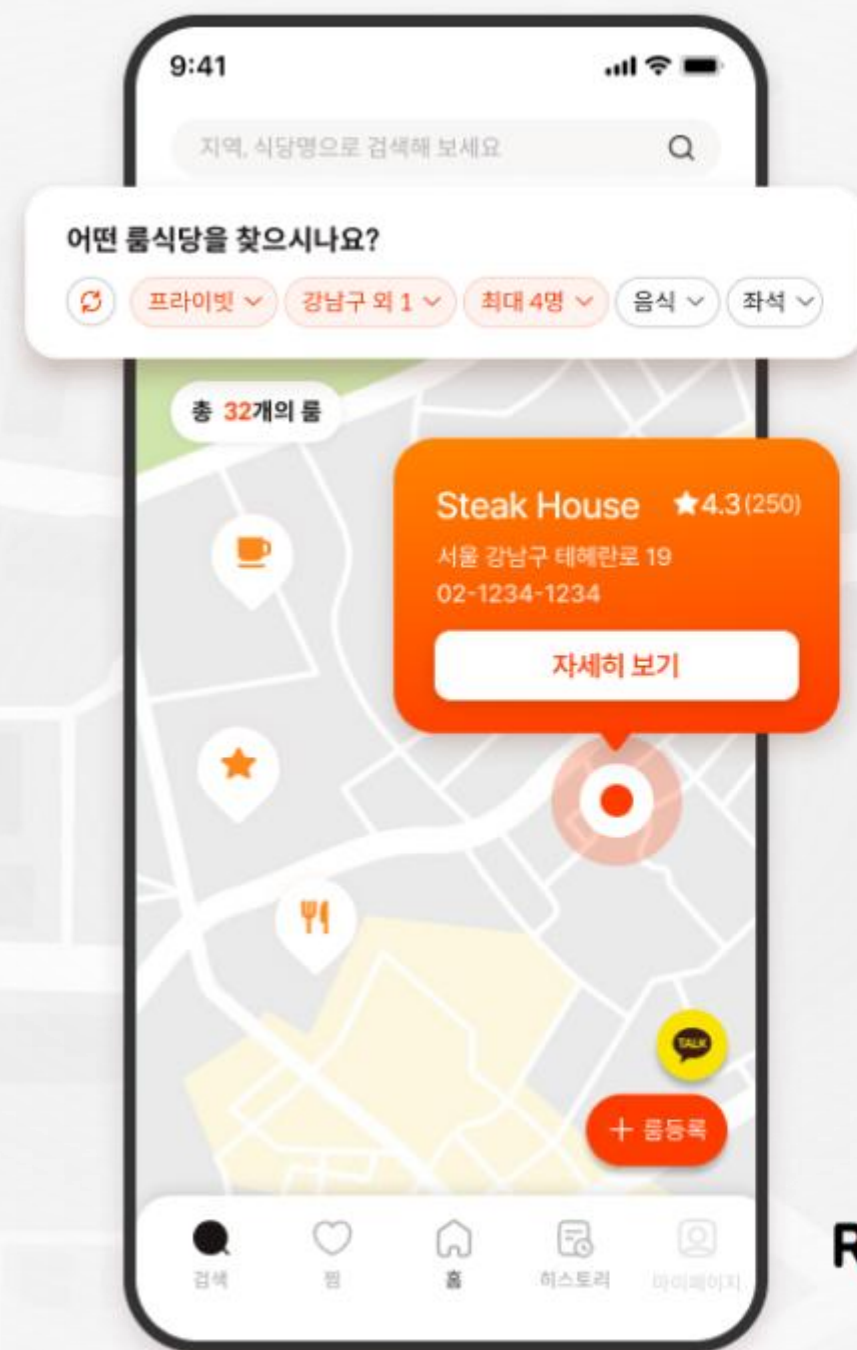 9:41
지역, 식당명으로 검색해 보세요
어떤 룸식당을 찾으시나요?
프라이빗 강남구 외 1 최대 4명 음식 좌석
총 32개의 룸
Steak House ★4.3(250)
서울 강남구 테헤란로 19
02-1234-1234
자세히 보기
TALK
+ 룸등록
검색 찜 홈 히스토리 마이페이지
R